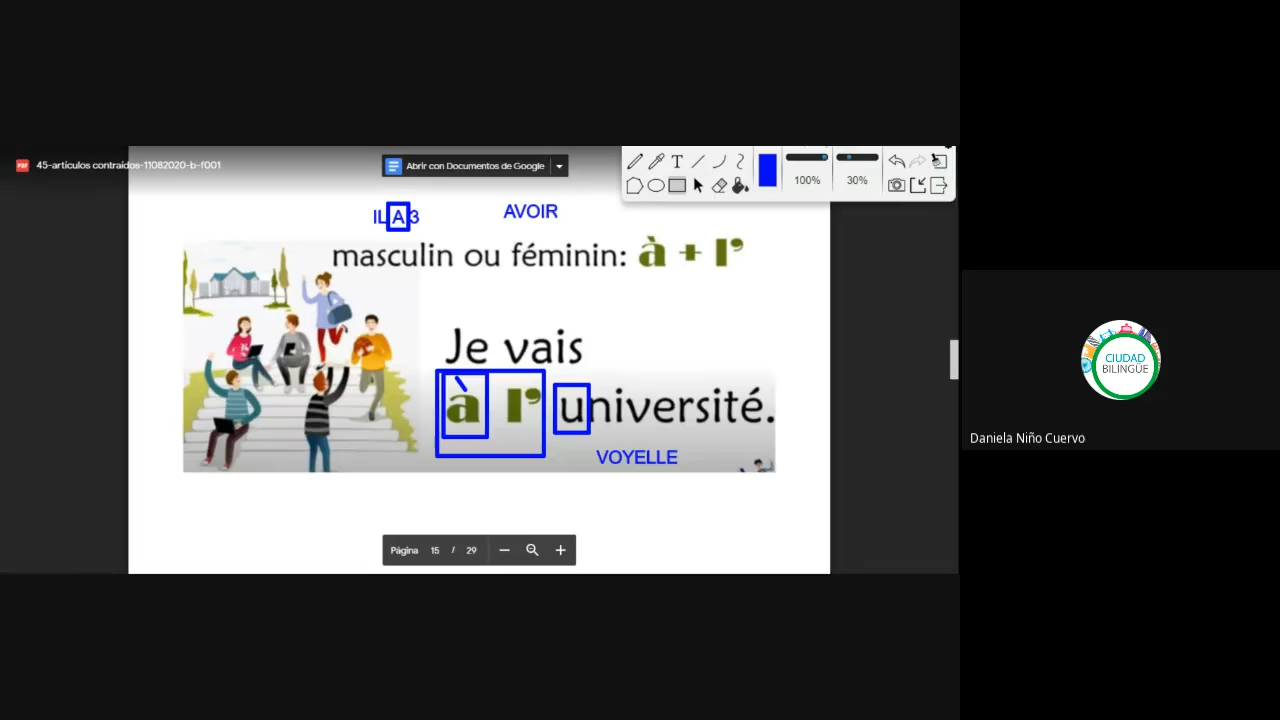 45-artículos contraídos-11082020-b-f001
Abrir con Documentos de Google
T
100%
30%
IL A 3
AVOIR
masculin ou féminin: à + l'
Je vais
à l' université.
VOYELLE
Página 15 / 29
CIUDAD
BILINGÜE
Daniela Niño Cuervo